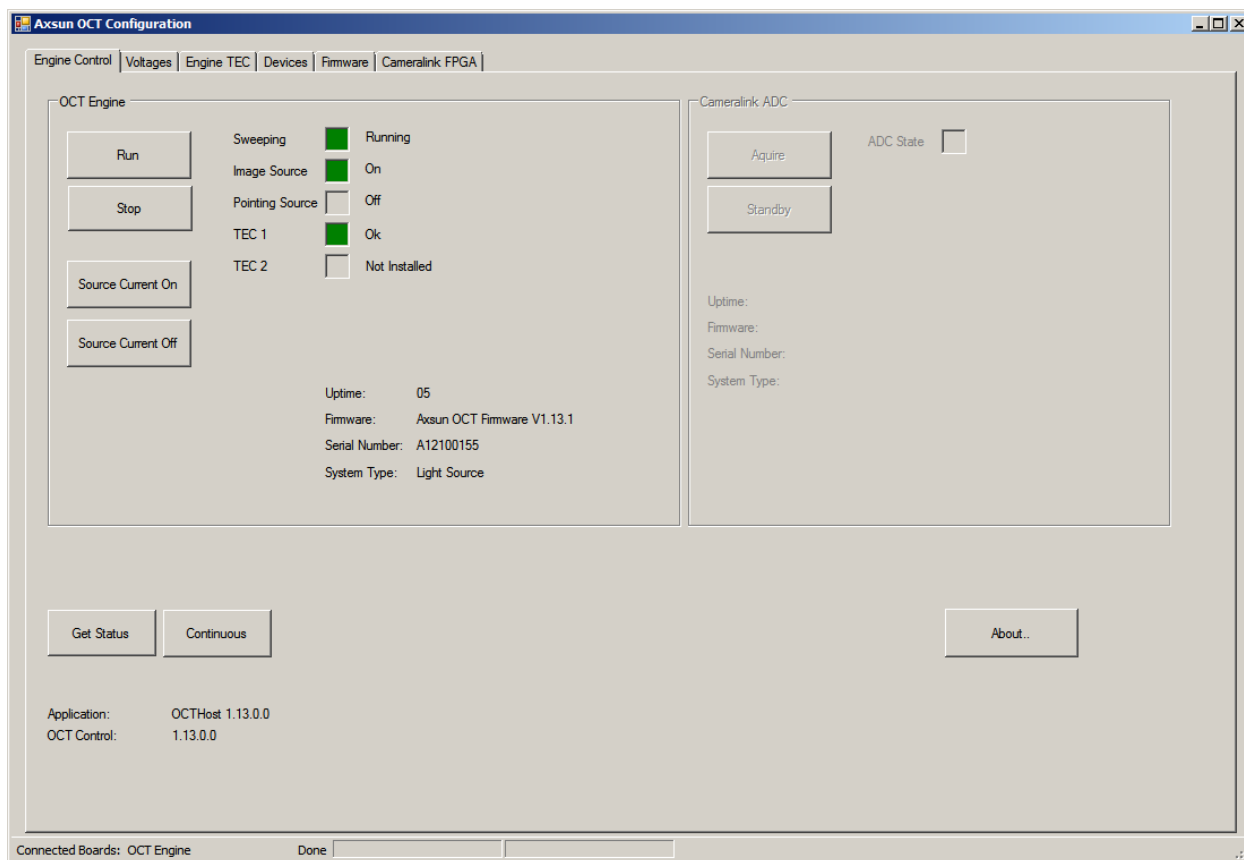 Axsun OCT Configuration
Engine Control Voltages Engine TEC Devices Firmware Cameralink FPGA
OCT Engine
Run
Stop
Source Current On
Source Current Off
Sweeping Running
Image Source On
Pointing Source Off
TEC 1 Ok
TEC 2 Not Installed
Uptime: 05
Firmware: Axsun OCT Firmware V1.13.1
Serial Number: A12100155
System Type: Light Source
Cameralink ADC
Aquire
Standby
ADC State
Uptime:
Firmware:
Serial Number:
System Type:
Get Status Continuous About..
Application: OCTHost 1.13.0.0
OCT Control: 1.13.0.0
Connected Boards: OCT Engine Done